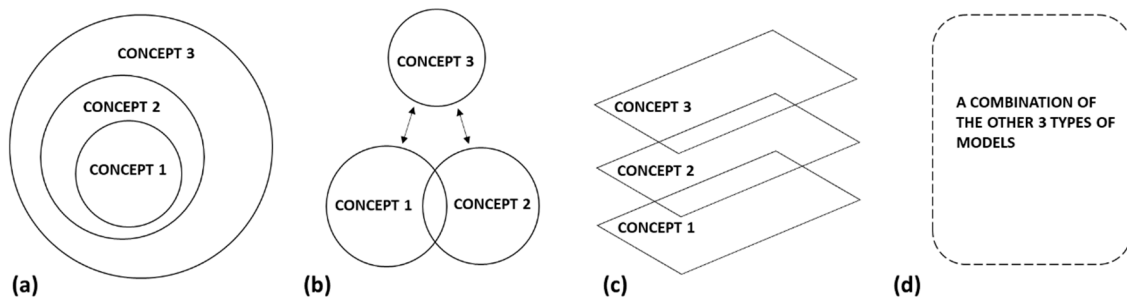 CONCEPT 3
CONCEPT 2
CONCEPT 1
(a)
CONCEPT 3
CONCEPT 1
CONCEPT 2
(b)
CONCEPT 3
CONCEPT 2
CONCEPT 1
(c)
A COMBINATION OF
THE OTHER 3 TYPES OF
MODELS
(d)